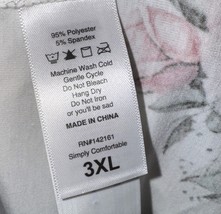 95% Polyester
5% Spandex
Machine Wash Cold
Gentle Cycle
Do Not Bleach
Hang Dry
Do Not Iron
or you'll be sad
MADE IN CHINA
RN#142161
Simply Comfortable
3XL